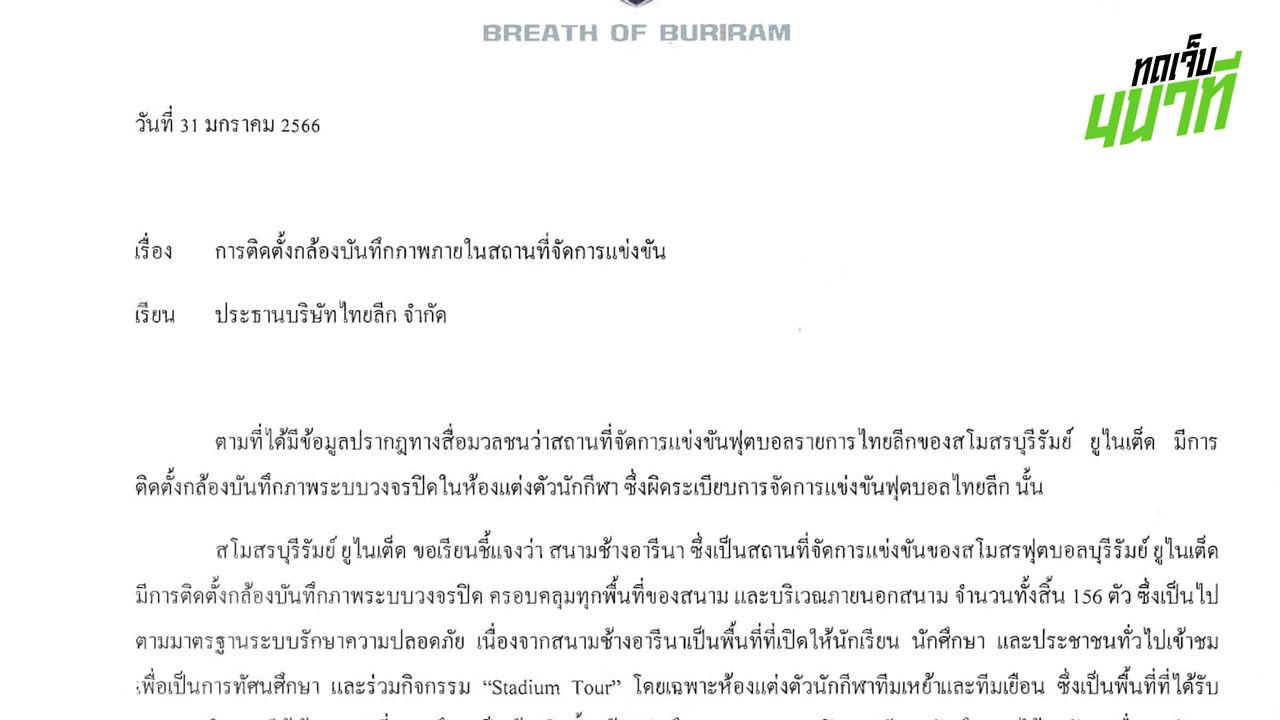 BREATH OF BURIRAM
ทดเจ็บ
4นาที
วันที่ 31 มกราคม 2566
เรื่อง การติดตั้งกล้องบันทึกภาพภายในสถานที่จัดการแข่งขัน
เรียน ประธานบริษัทไทยลีก จำกัด
ตามที่ได้มีข้อมูลปรากฎทางสื่อมวลชนว่าสถานที่จัดการแข่งขันฟุตบอลรายการไทยลีกของสโมสรบุรีรัมย์ ยูไนเต็ด มีการ
ติดตั้งกล้องบันทึกภาพระบบวงจรปิดในห้องแต่งตัวนักกีฬา ซึ่งผิดระเบียบการจัดการแข่งขันฟุตบอลไทยลีก นั้น
สโมสรบุรีรัมย์ ยูไนเต็ด ขอเรียนชี้แจงว่า สนามช้างอารีนา ซึ่งเป็นสถานที่จัดการแข่งขันของสโมสรฟุตบอลบุรีรัมย์ ยูไนเต็ด
มีการติดตั้งกล้องบันทึกภาพระบบวงจรปิด ครอบคลุมทุกพื้นที่ของสนาม และบริเวณภายนอกสนาม จำนวนทั้งสิ้น 156 ตัว ซึ่งเป็นไป
ตามมาตรฐานระบบรักษาความปลอดภัย เนื่องจากสนามช้างอารีนาเป็นพื้นที่ที่เปิดให้นักเรียน นักศึกษา และประชาชนทั่วไปเข้าชม
เพื่อเป็นการทัศนศึกษา และร่วมกิจกรรม “Stadium Tour” โดยเฉพาะห้องแต่งตัวนักกีฬาทีมเหย้าและทีมเยือน ซึ่งเป็นพื้นที่ที่ได้รับ